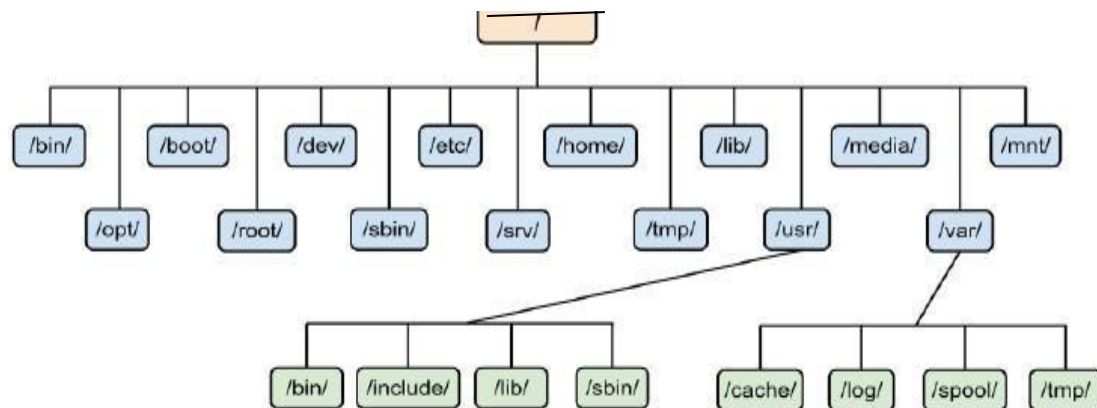 /
/bin/ /boot/ /dev/ /etc/ /home/ /lib/ /media/ /mnt/
/opt/ /root/ /sbin/ /srv/ /tmp/ /usr/ /var/
/bin/ /include/ /lib/ /sbin/ /cache/ /log/ /spool/ /tmp/